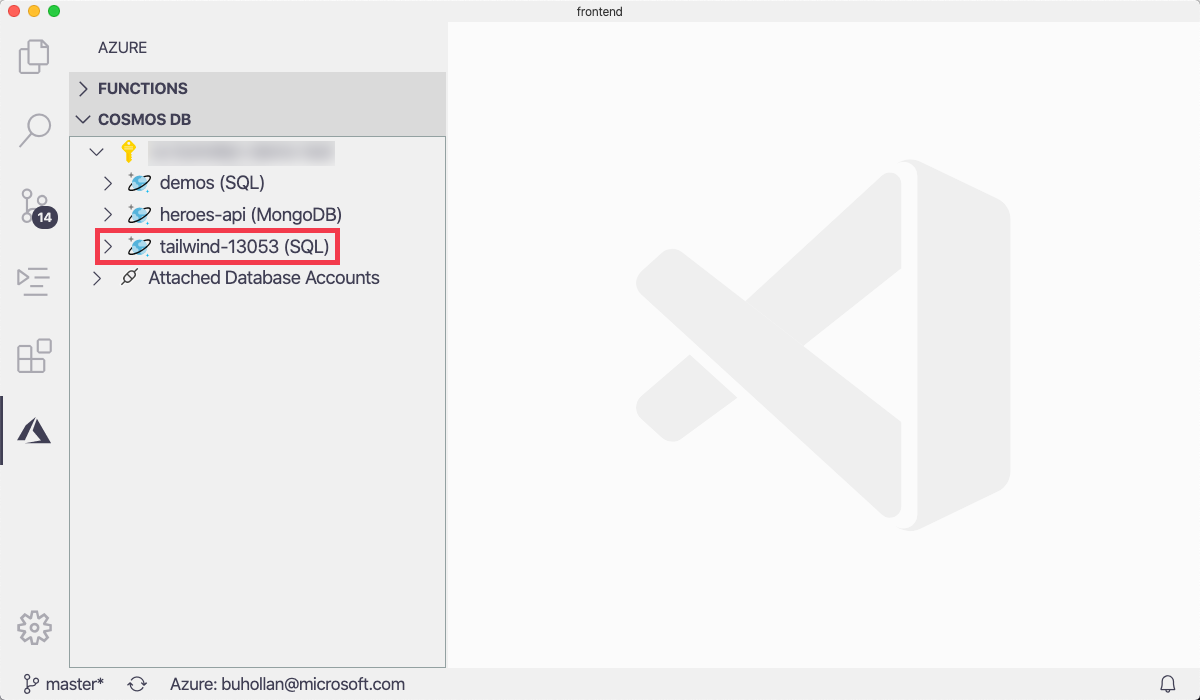 frontend
AZURE
FUNCTIONS
COSMOS DB
demos (SQL)
heroes-api (MongoDB)
14
tailwind-13053 (SQL)
Attached Database Accounts
master*
Azure: buhollan@microsoft.com